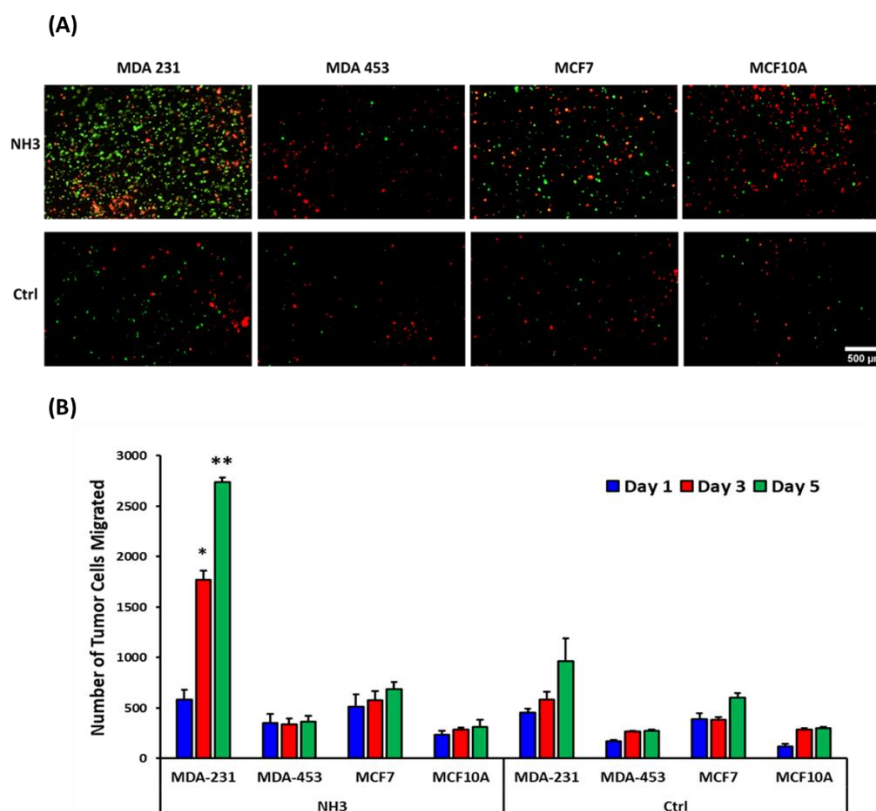 (A)
MDA 231 MDA 453 MCF7 MCF10A
NH3
Ctrl
500 µm
(B)
Number of Tumor Cells Migrated
3000
2500
2000
1500
1000
500
0
* **
Day 1 Day 3 Day 5
MDA-231 MDA-453 MCF7 MCF10A MDA-231 MDA-453 MCF7 MCF10A
NH3 Ctrl